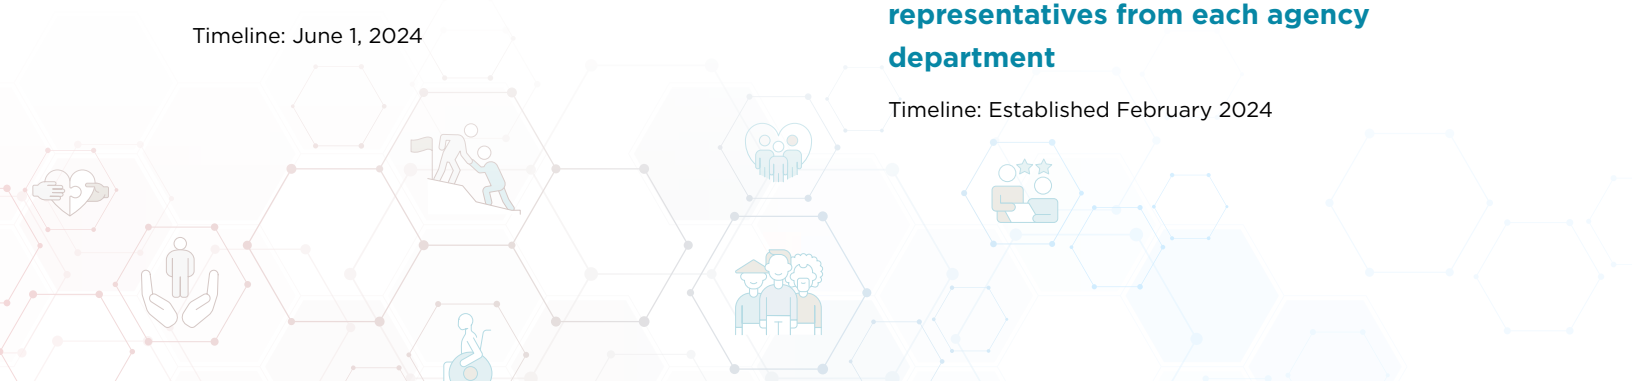 Timeline: June 1, 2024
representatives from each agency
department
Timeline: Established February 2024